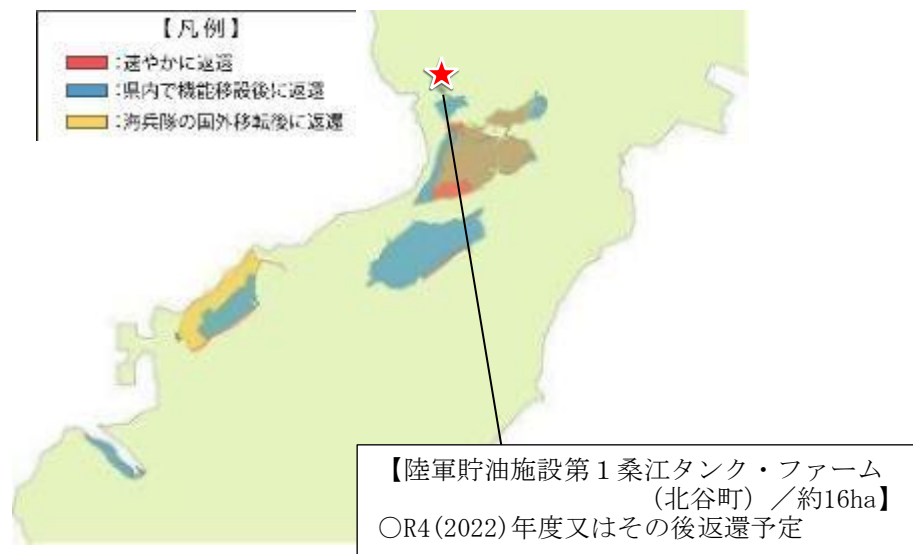 【凡例】
:速やかに返還
:県内で機能移設後に返還
:海兵隊の国外移転後に返還
【陸軍貯油施設第１桑江タンク・ファーム
（北谷町）／約16ha】
○R4(2022)年度又はその後返還予定